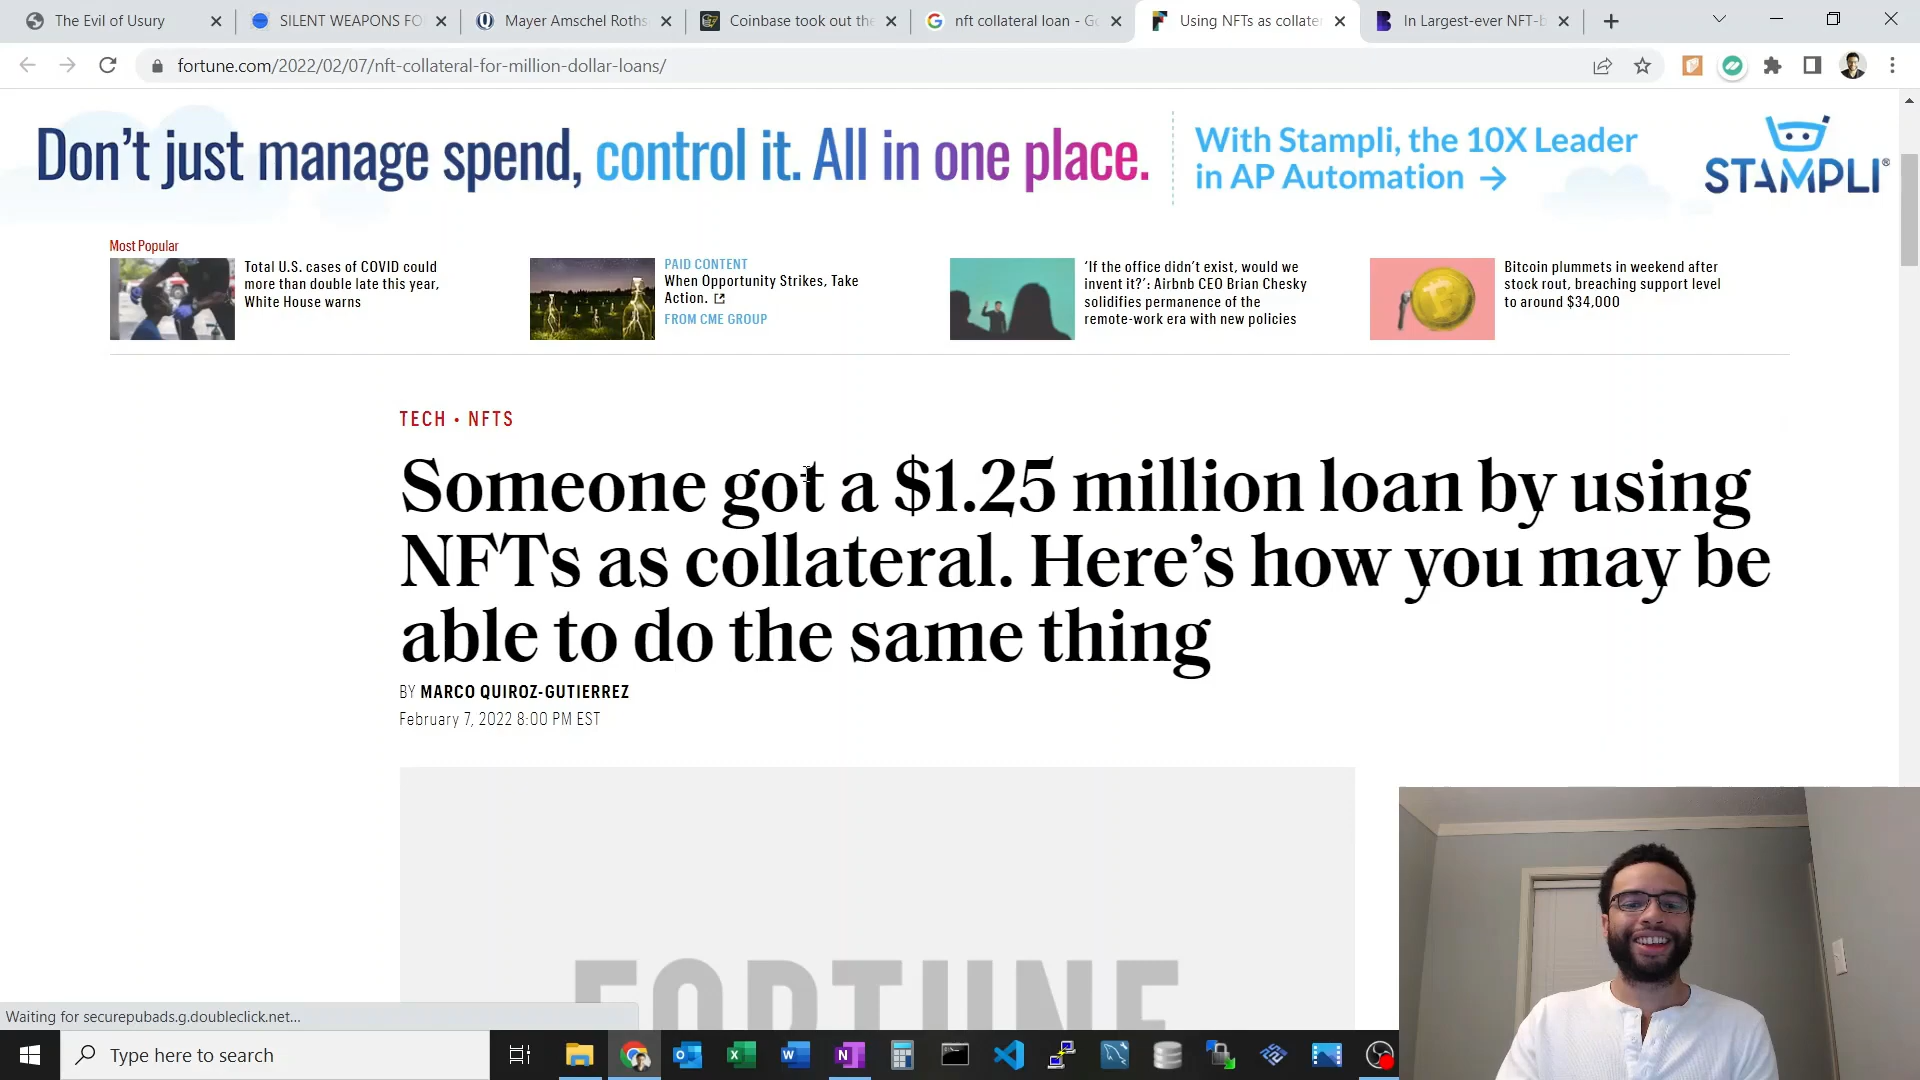 The Evil of Usury
SILENT WEAPONS FO
Mayer Amschel Roths
Coinbase took out the
nft collateral loan - Go
Using NFTs as collater
In Largest-ever NFT-b
fortune.com/2022/02/07/nft-collateral-for-million-dollar-loans/
Don't just manage spend, control it. All in one place.
With Stampli, the 10X Leader
in AP Automation →
STAMPLI®
Most Popular
Total U.S. cases of COVID could
more than double late this year,
White House warns
PAID CONTENT
When Opportunity Strikes, Take
Action.
FROM CME GROUP
‘If the office didn’t exist, would we
invent it?’: Airbnb CEO Brian Chesky
solidifies permanence of the
remote-work era with new policies
Bitcoin plummets in weekend after
stock rout, breaching support level
to around $34,000
TECH • NFTS
Someone got a $1.25 million loan by using
NFTs as collateral. Here’s how you may be
able to do the same thing
BY MARCO QUIROZ-GUTIERREZ
February 7, 2022 8:00 PM EST
FORTUNE
Waiting for securepubads.g.doubleclick.net...
Type here to search